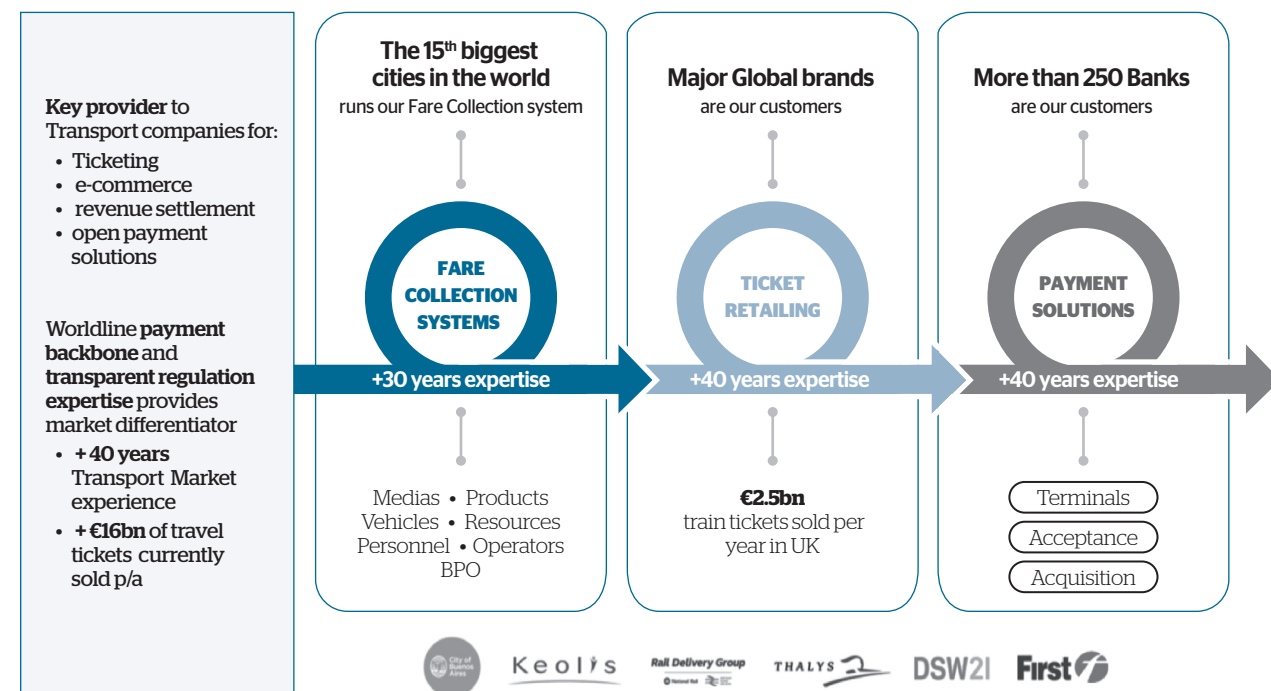 Key provider to
Transport companies for:
• Ticketing
• e-commerce
• revenue settlement
• open payment
solutions
Worldline payment
backbone and
transparent regulation
expertise provides
market differentiator
• + 40 years
Transport Market
experience
• + €16bn of travel
tickets currently
sold p/a
The 15th biggest
cities in the world
runs our Fare Collection system
FARE
COLLECTION
SYSTEMS
+30 years expertise
Medias • Products
Vehicles • Resources
Personnel • Operators
BPO
Major Global brands
are our customers
TICKET
RETAILING
+40 years expertise
€2.5bn
train tickets sold per
year in UK
More than 250 Banks
are our customers
PAYMENT
SOLUTIONS
+40 years expertise
Terminals
Acceptance
Acquisition
City of
Buenos
Aires
Keolis
Rail Delivery Group
National Rail
THALYS
DSW21
First